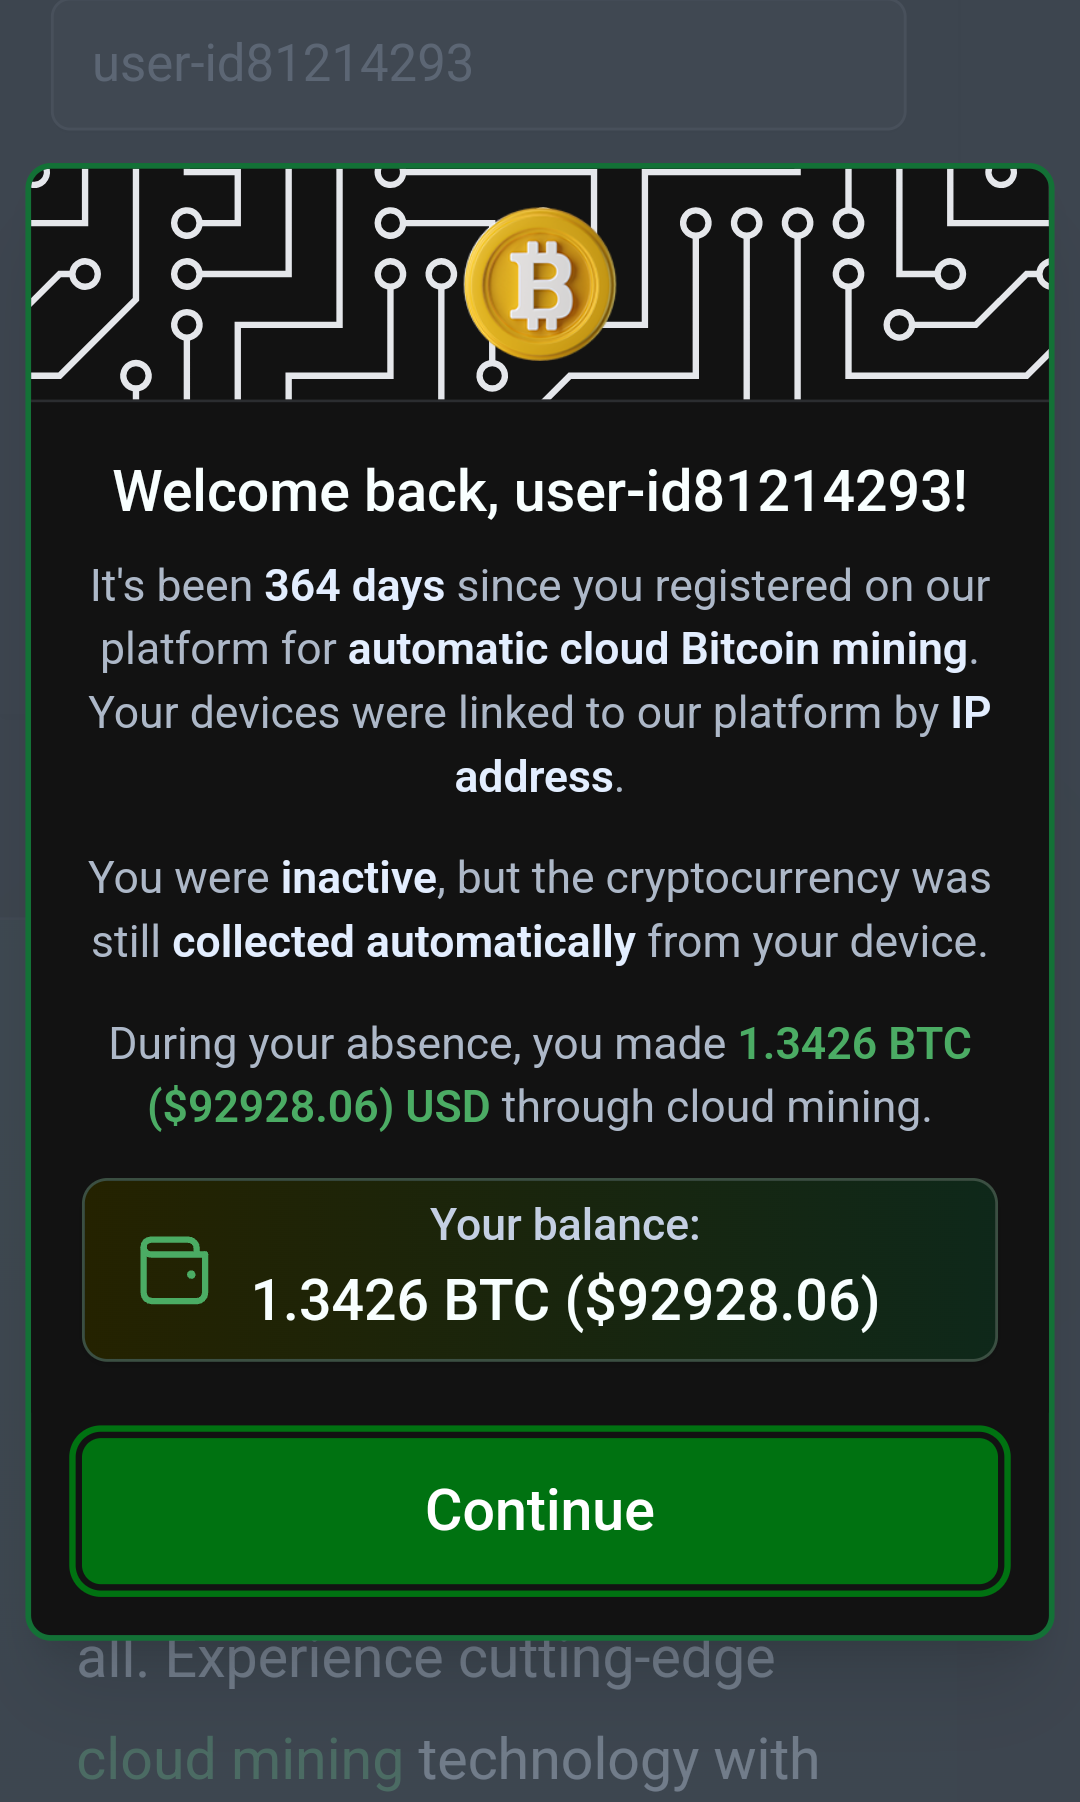 user-id81214293
Welcome back, user-id81214293!
It's been 364 days since you registered on our
platform for automatic cloud Bitcoin mining.
Your devices were linked to our platform by IP
address.
You were inactive, but the cryptocurrency was
still collected automatically from your device.
During your absence, you made 1.3426 BTC
($92928.06) USD through cloud mining.
Your balance:
1.3426 BTC ($92928.06)
Continue
all. Experience cutting-edge
cloud mining technology with